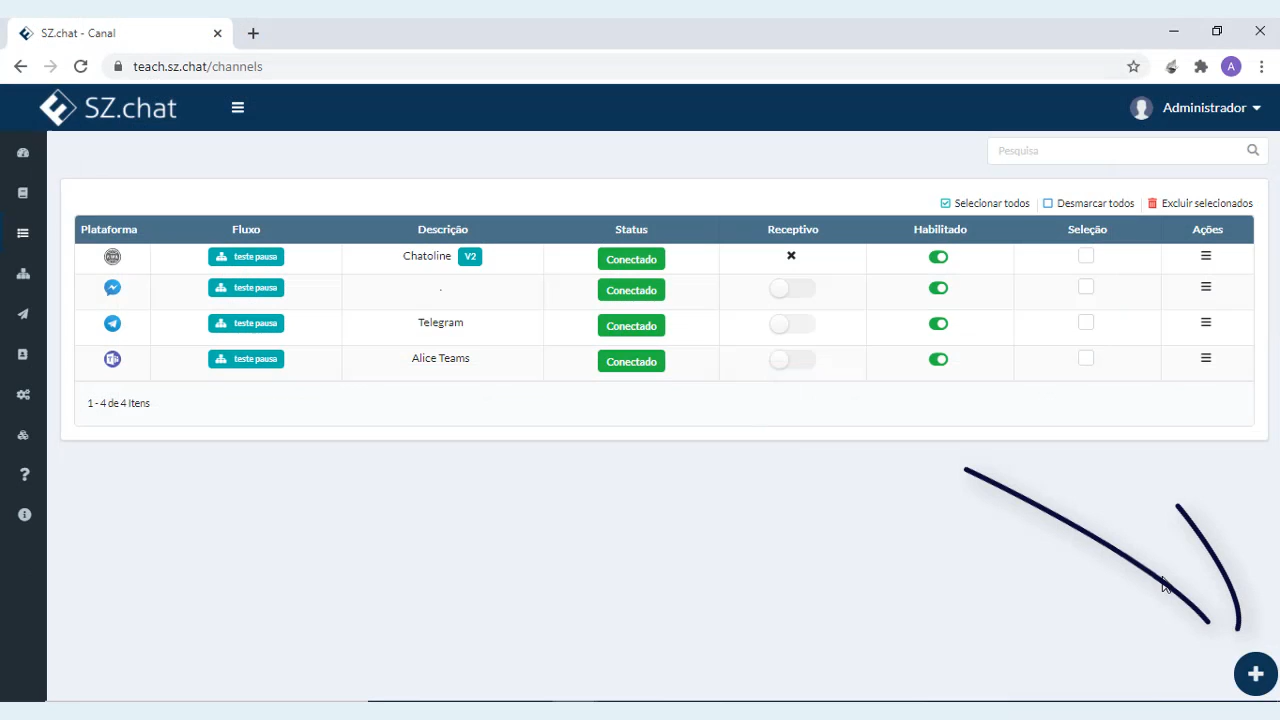 SZ.chat - Canal
teach.sz.chat/channels
A
SZ.chat
Administrador
Pesquisa
Selecionar todos Desmarcar todos Excluir selecionados
Plataforma Fluxo Descrição Status Receptivo Habilitado Seleção Ações
teste pausa Chatoline V2 Conectado
teste pausa . Conectado
teste pausa Telegram Conectado
teste pausa Alice Teams Conectado
1 - 4 de 4 Itens